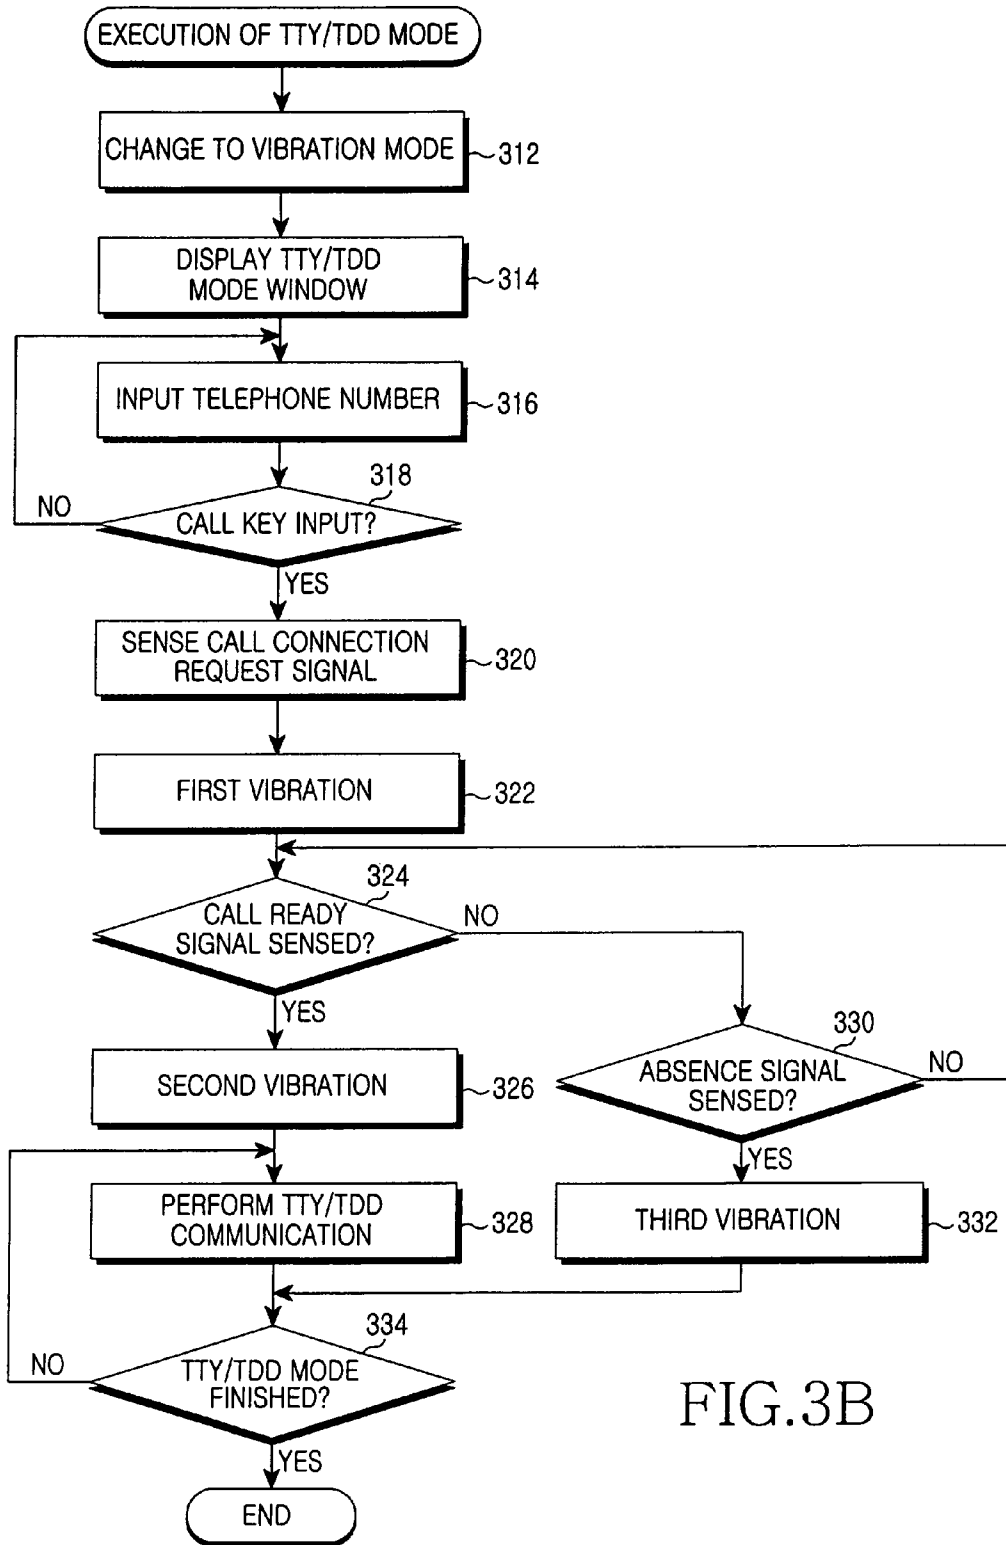 EXECUTION OF TTY/TDD MODE
CHANGE TO VIBRATION MODE
312
DISPLAY TTY/TDD
MODE WINDOW
314
INPUT TELEPHONE NUMBER
316
318
NO
CALL KEY INPUT?
YES
SENSE CALL CONNECTION
REQUEST SIGNAL
320
FIRST VIBRATION
322
324
CALL READY
SIGNAL SENSED?
NO
YES
330
ABSENCE SIGNAL
SENSED?
NO
SECOND VIBRATION
326
YES
PERFORM TTY/TDD
COMMUNICATION
328
THIRD VIBRATION
332
334
NO
TTY/TDD MODE
FINISHED?
YES
END
FIG.3B